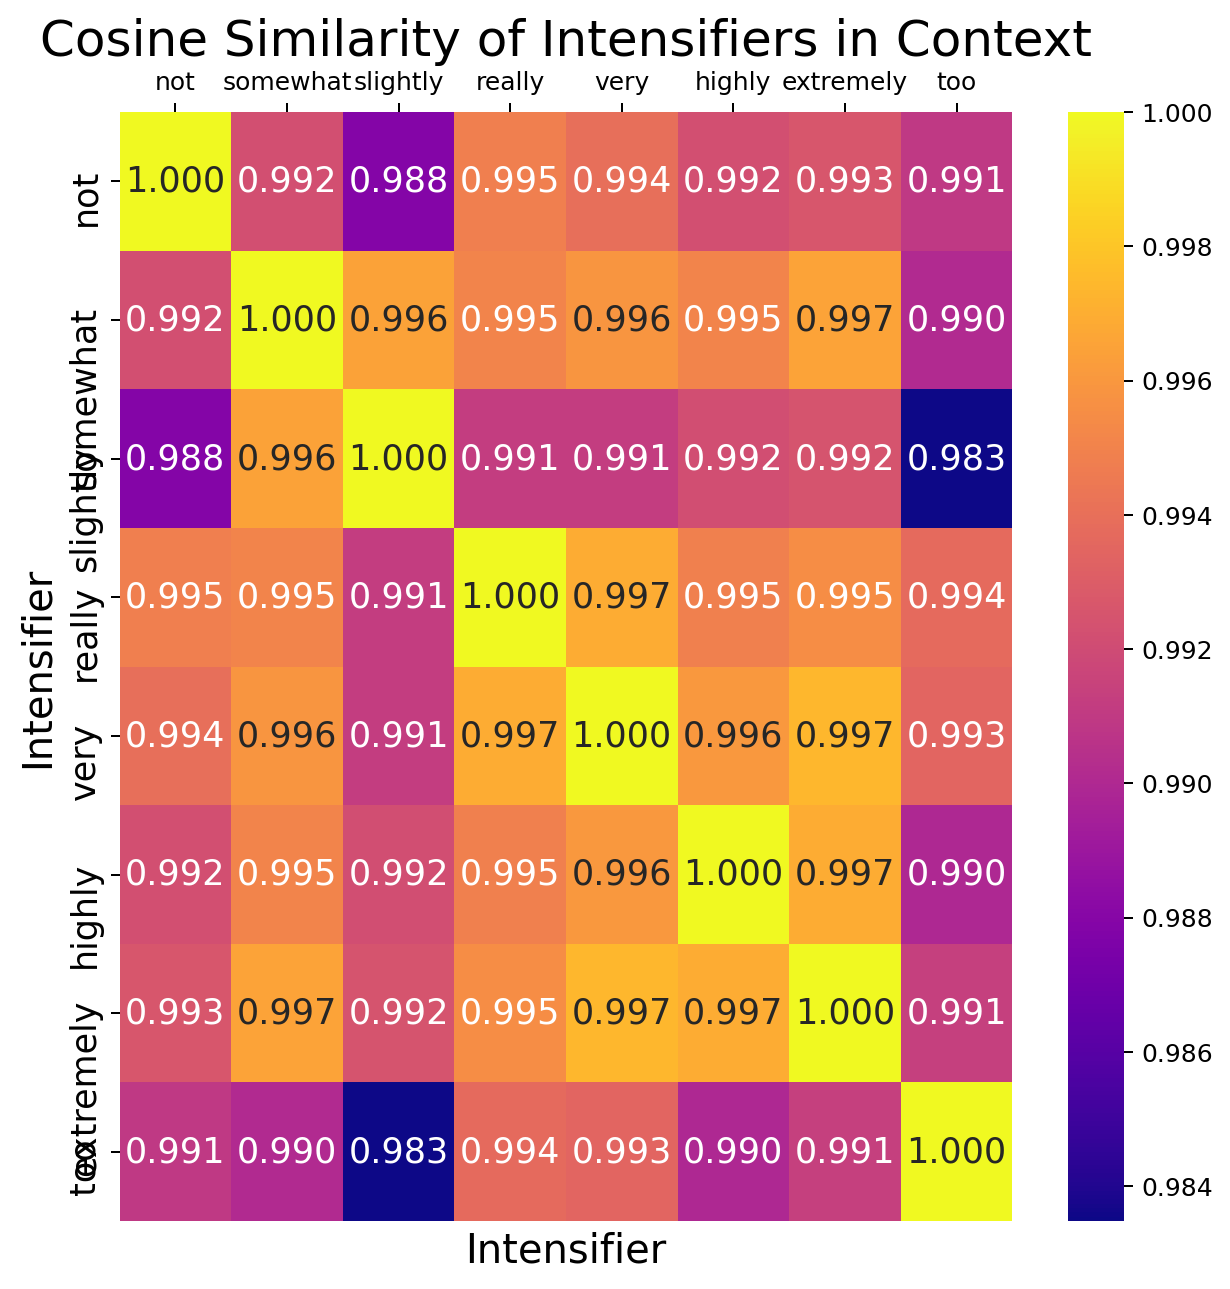 Cosine Similarity of Intensifiers in Context
not somewhat slightly really very highly extremely too
not 1.000 0.992 0.988 0.995 0.994 0.992 0.993 0.991
somewhat 0.992 1.000 0.996 0.995 0.996 0.995 0.997 0.990
slightly 0.988 0.996 1.000 0.991 0.991 0.992 0.992 0.983
really 0.995 0.995 0.991 1.000 0.997 0.995 0.995 0.994
very 0.994 0.996 0.991 0.997 1.000 0.996 0.997 0.993
highly 0.992 0.995 0.992 0.995 0.996 1.000 0.997 0.990
extremely 0.993 0.997 0.992 0.995 0.997 0.997 1.000 0.991
too 0.991 0.990 0.983 0.994 0.993 0.990 0.991 1.000
Intensifier
Intensifier
1.000
0.998
0.996
0.994
0.992
0.990
0.988
0.986
0.984